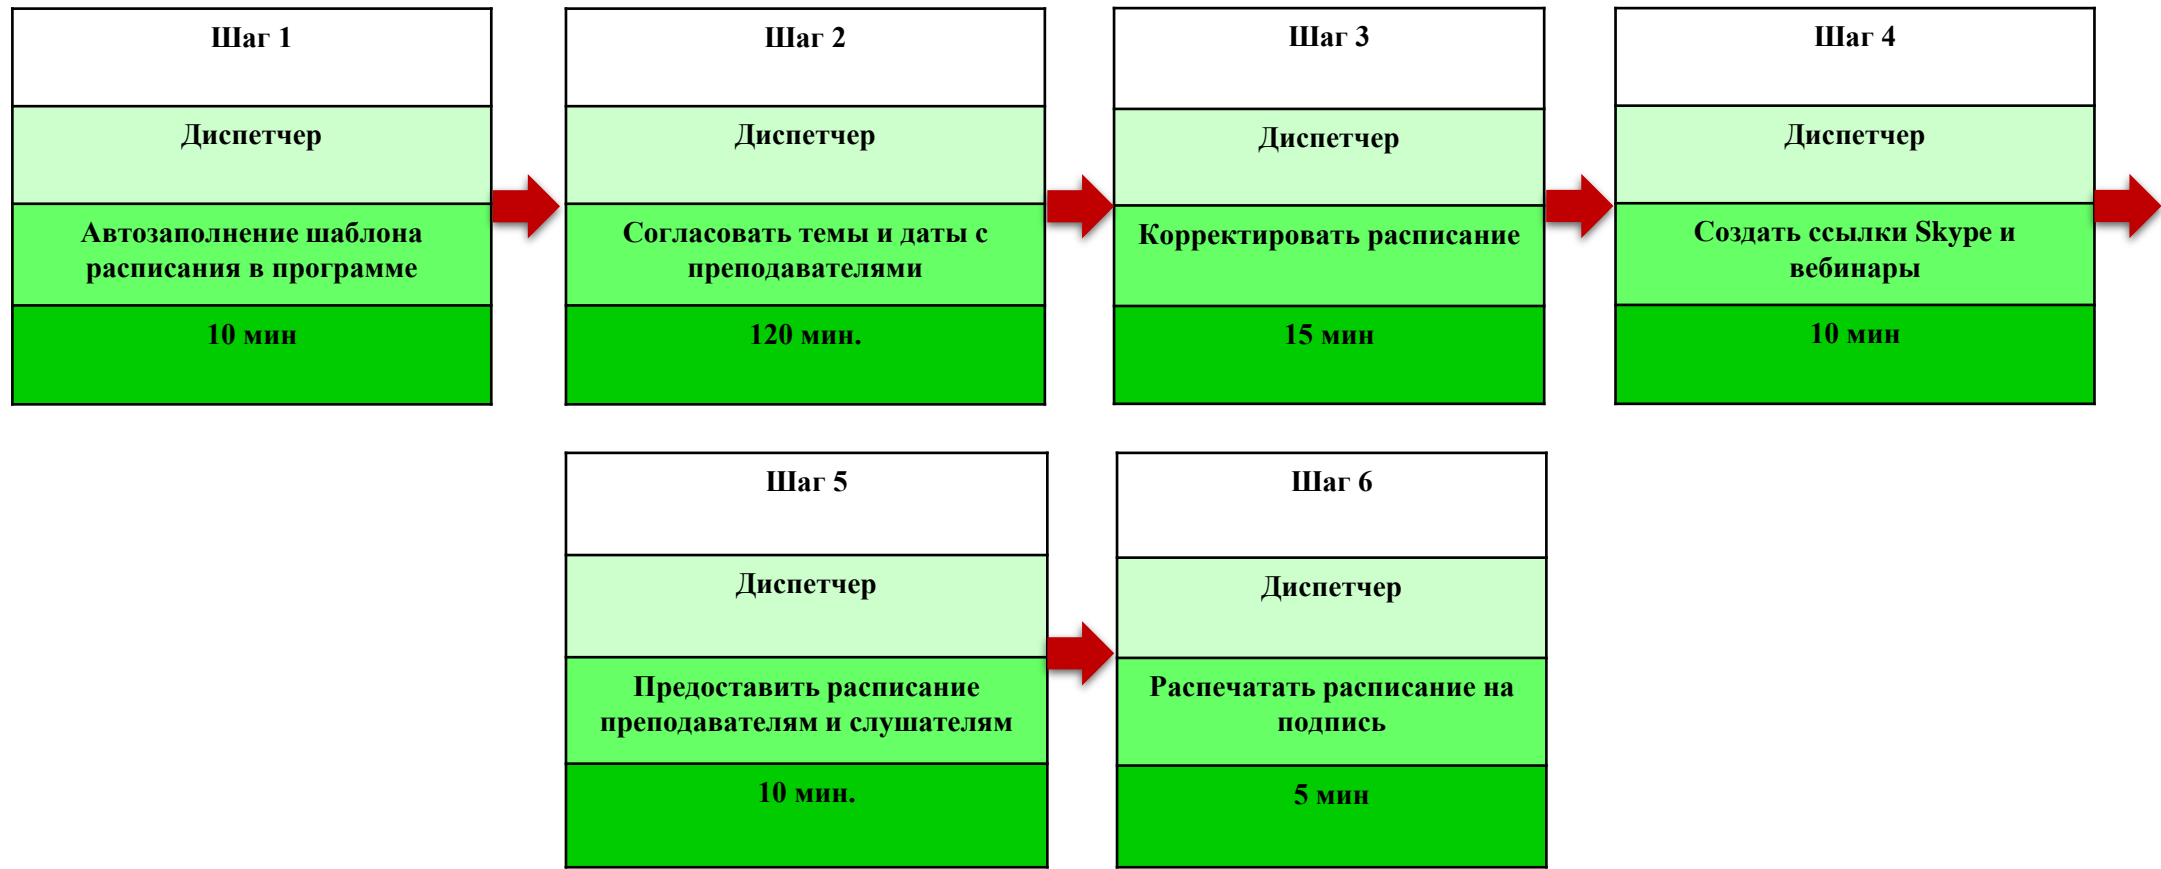 Шаг 1
Диспетчер
Автозаполнение шаблона
расписания в программе
10 мин
Шаг 2
Диспетчер
Согласовать темы и даты с
преподавателями
120 мин.
Шаг 3
Диспетчер
Корректировать расписание
15 мин
Шаг 4
Диспетчер
Создать ссылки Skype и
вебинары
10 мин
Шаг 5
Диспетчер
Предоставить расписание
преподавателям и слушателям
10 мин.
Шаг 6
Диспетчер
Распечатать расписание на
подпись
5 мин